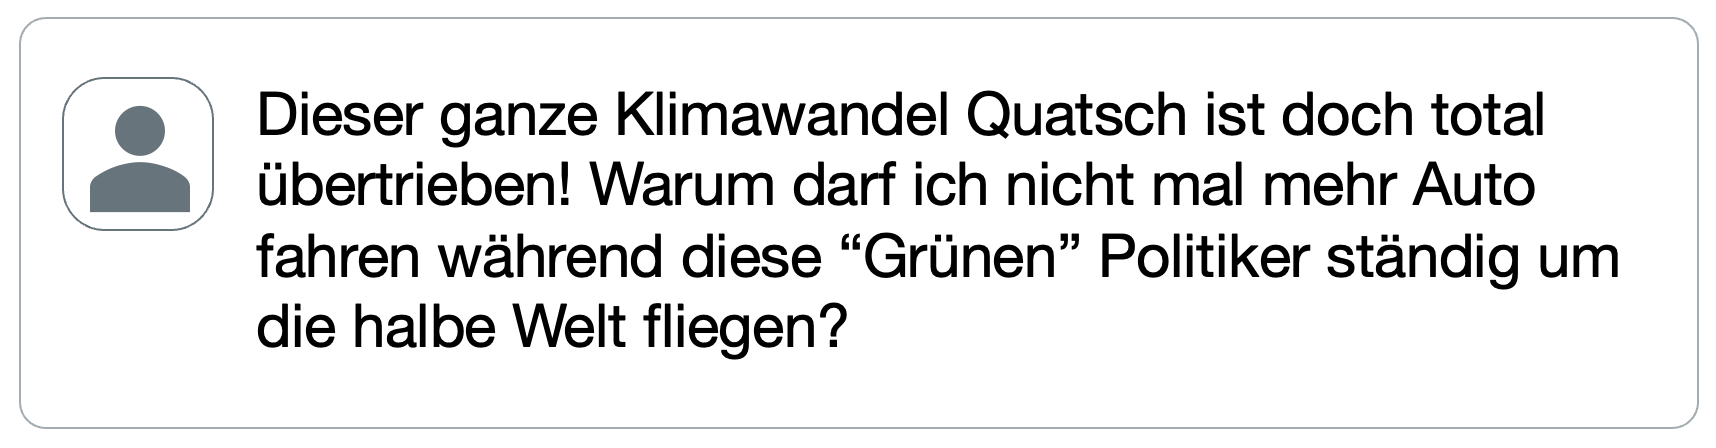 Dieser ganze Klimawandel Quatsch ist doch total
übertrieben! Warum darf ich nicht mal mehr Auto
fahren während diese “Grünen” Politiker ständig um
die halbe Welt fliegen?